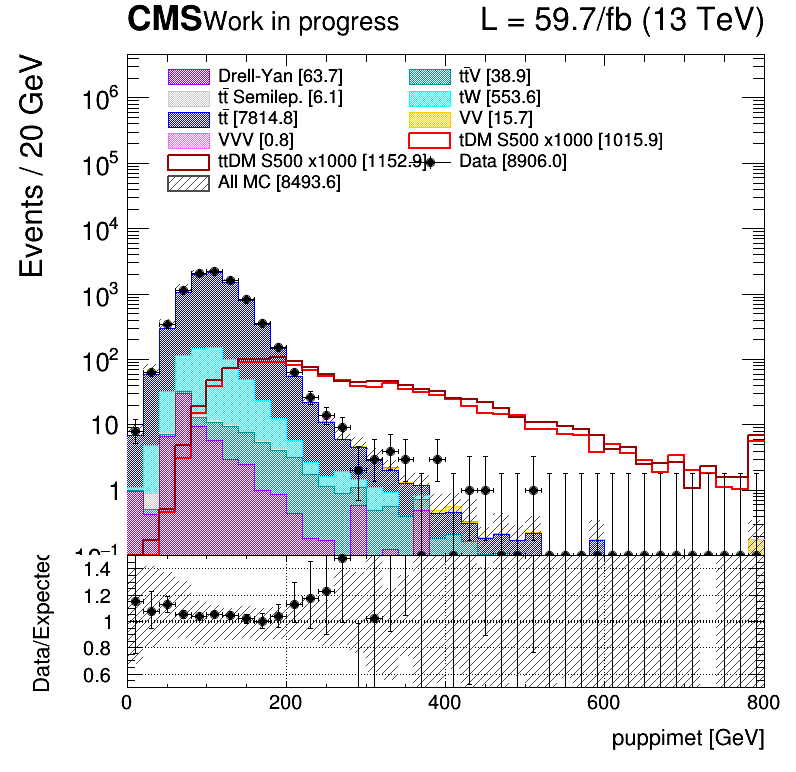 CMS Work in progress L = 59.7/fb (13 TeV)
Events / 20 GeV
Drell-Yan [63.7] tt̄V [38.9]
tt̄ Semilep. [6.1] tW [553.6]
tt̄ [7814.8] VV [15.7]
VVV [0.8] tDM S500 x1000 [1015.9]
ttDM S500 x1000 [1152.9] Data [8906.0]
All MC [8493.6]
10⁶
10⁵
10⁴
10³
10²
10
1
10⁻¹
Data/Expected
1.4
1.2
1
0.8
0.6
0 200 400 600 800
puppimet [GeV]